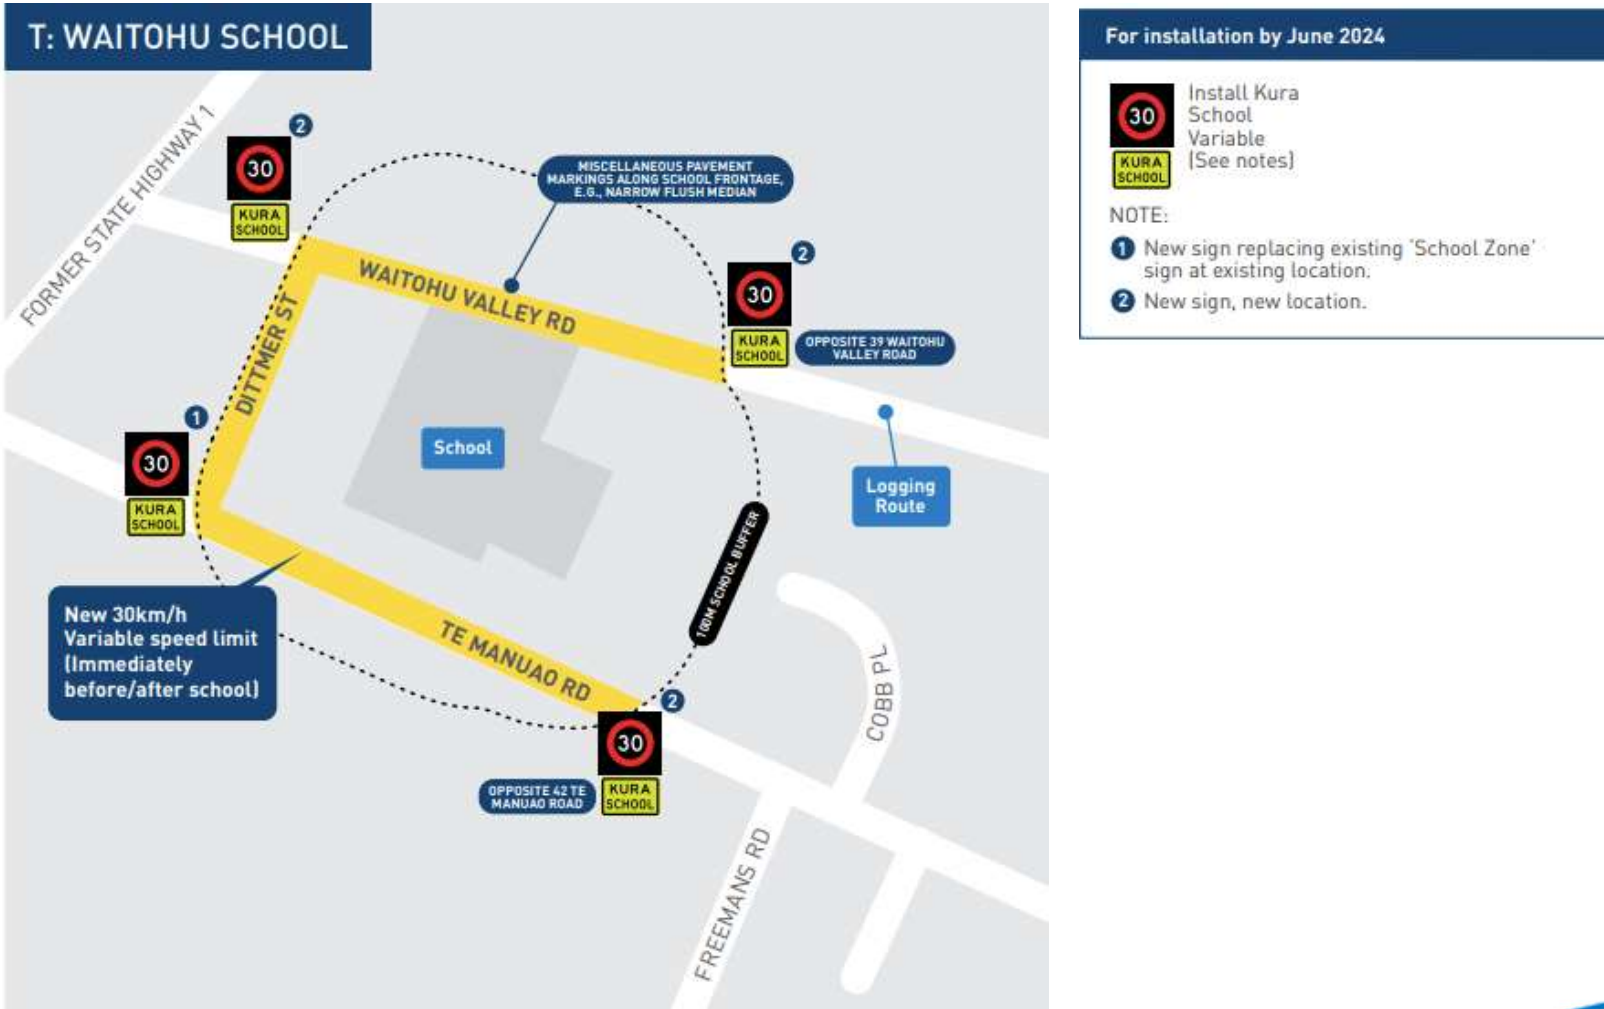 T: WAITOHU SCHOOL
FORMER STATE HIGHWAY 1
2
30
KURA
SCHOOL
MISCELLANEOUS PAVEMENT
MARKINGS ALONG SCHOOL FRONTAGE,
E.G., NARROW FLUSH MEDIAN
WAITOHU VALLEY RD
2
30
KURA
SCHOOL
OPPOSITE 39 WAITOHU
VALLEY ROAD
DITTMER ST
1
30
KURA
SCHOOL
School
Logging
Route
100M SCHOOL BUFFER
New 30km/h
Variable speed limit
(Immediately
before/after school)
TE MANUAO RD
2
30
KURA
SCHOOL
OPPOSITE 42 TE
MANUAO ROAD
COBB PL
FREEMANS RD
For installation by June 2024
30
KURA
SCHOOL
Install Kura
School
Variable
(See notes)
NOTE:
1 New sign replacing existing 'School Zone'
sign at existing location.
2 New sign, new location.